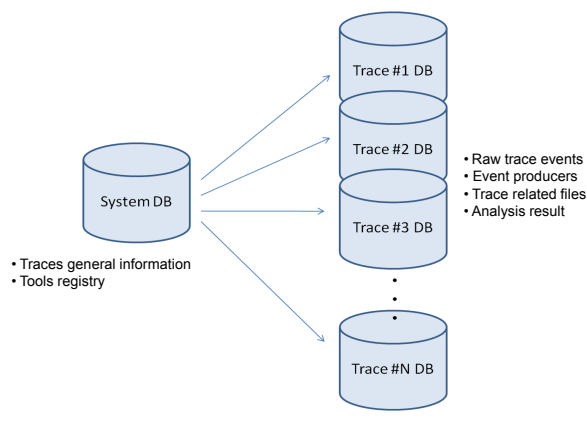 Trace #1 DB
Trace #2 DB
Trace #3 DB
Trace #N DB
System DB
• Traces general information
• Tools registry
• Raw trace events
• Event producers
• Trace related files
• Analysis result